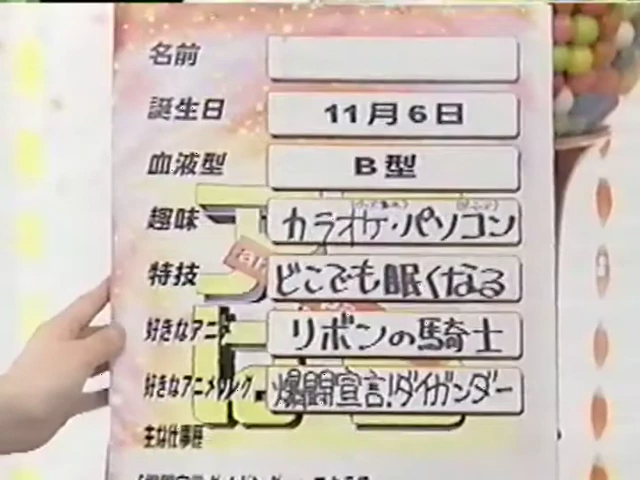 名前
誕生日 11月6日
血液型 B型
趣味 カラオケ・パソコン
特技 どこでも眠くなる
好きなアニメ リボンの騎士
好きなアニメソング 爆闘宣言!ダイガンダー
主な仕事歴